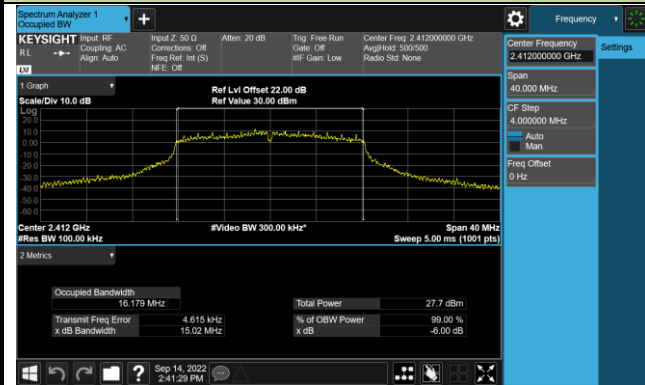 Spectrum Analyzer 1
Occupied BW
Frequency
KEYSIGHT
RL
LXI
Input: RF
Coupling: AC
Align: Auto
Input Z: 50 Ω
Corrections: Off
Freq Ref: Int (S)
NFE: Off
Atten: 20 dB
Trig: Free Run
Gate: Off
#IF Gain: Low
Center Freq: 2.412000000 GHz
Avg|Hold: 500/500
Radio Std: None
Center Frequency
2.412000000 GHz
Settings
Span
40.000 MHz
CF Step
4.000000 MHz
Auto
Man
Freq Offset
0 Hz
1 Graph
Scale/Div 10.0 dB
Ref Lvl Offset 22.00 dB
Ref Value 30.00 dBm
Log
20.0
10.0
0.00
-10.0
-20.0
-30.0
-40.0
-50.0
-60.0
Center 2.412 GHz
#Res BW 100.00 kHz
#Video BW 300.00 kHz*
Span 40 MHz
Sweep 5.00 ms (1001 pts)
2 Metrics
Occupied Bandwidth
16.179 MHz
Total Power 27.7 dBm
Transmit Freq Error 4.615 kHz
% of OBW Power 99.00 %
x dB Bandwidth 15.02 MHz
x dB -6.00 dB
Sep 14, 2022
2:41:29 PM